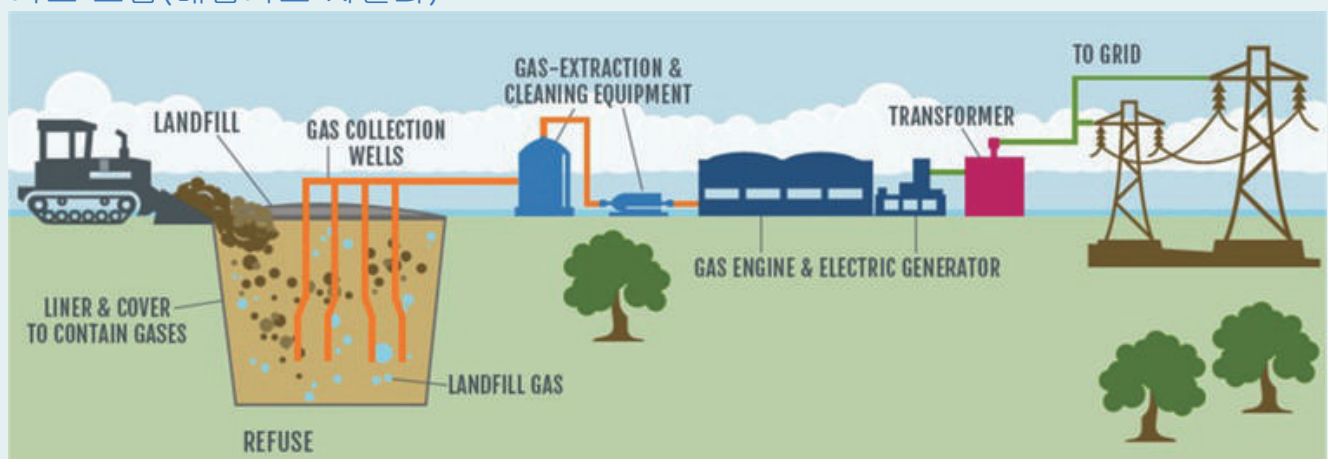 TO GRID
GAS-EXTRACTION &
CLEANING EQUIPMENT
LANDFILL
GAS COLLECTION
WELLS
TRANSFORMER
GAS ENGINE & ELECTRIC GENERATOR
LINER & COVER
TO CONTAIN GASES
LANDFILL GAS
REFUSE